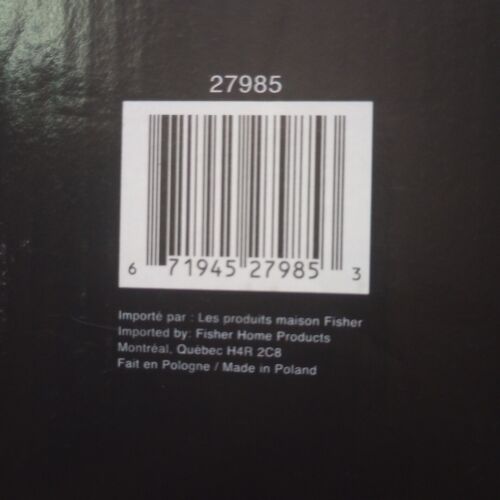 27985
6 71945 27985 3
Importé par : Les produits maison Fisher
Imported by: Fisher Home Products
Montréal, Québec H4R 2C8
Fait en Pologne / Made in Poland